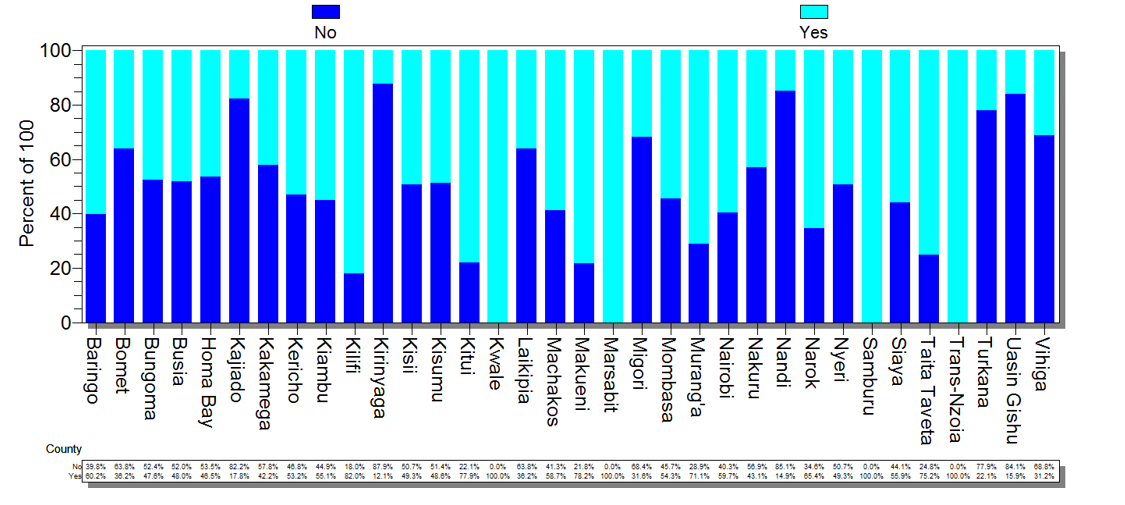 No Yes
100
80
60
40
20
0
Percent of 100
Baringo Bomet Bungoma Busia Homa Bay Kajiado Kakamega Kericho Kiambu Kilifi Kirinyaga Kisii Kisumu Kitui Kwale Laikipia Machakos Makueni Marsabit Migori Mombasa Murang'a Nairobi Nakuru Nandi Narok Nyeri Samburu Siaya Taita Taveta Trans-Nzoia Turkana Uasin Gishu Vihiga
County
No 39.8% 63.8% 52.4% 52.0% 53.5% 82.2% 57.8% 46.8% 44.9% 18.0% 87.9% 50.7% 51.4% 22.1% 0.0% 63.8% 41.3% 21.8% 0.0% 68.4% 45.7% 28.9% 40.3% 56.9% 85.1% 34.6% 50.7% 0.0% 44.1% 24.8% 0.0% 77.9% 84.1% 68.8%
Yes 60.2% 36.2% 47.6% 48.0% 46.5% 17.8% 42.2% 53.2% 55.1% 82.0% 12.1% 49.3% 48.6% 77.9% 100.0% 36.2% 58.7% 78.2% 100.0% 31.6% 54.3% 71.1% 59.7% 43.1% 14.9% 65.4% 49.3% 100.0% 55.9% 75.2% 100.0% 22.1% 15.9% 31.2%